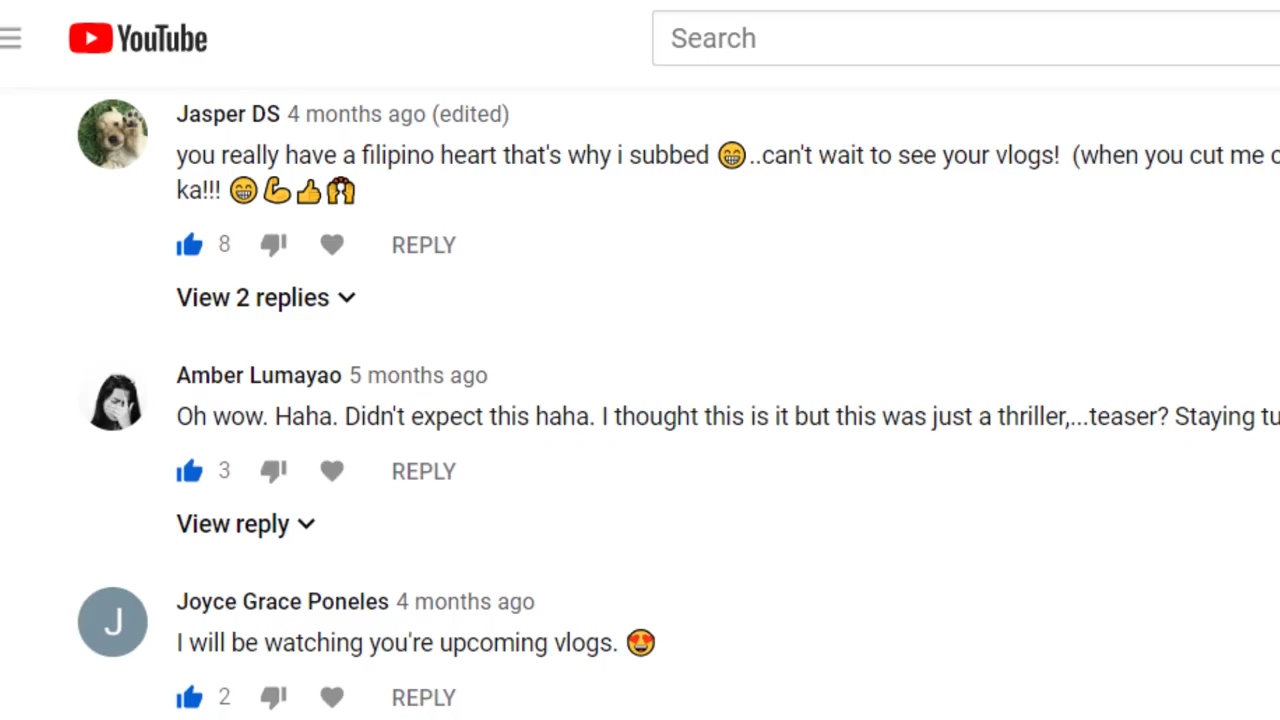 YouTube
Search
Jasper DS 4 months ago (edited)
you really have a filipino heart that's why i subbed 😁..can't wait to see your vlogs! (when you cut me
ka!!! 😁💪👍🙌
8 REPLY
View 2 replies
Amber Lumayao 5 months ago
Oh wow. Haha. Didn't expect this haha. I thought this is it but this was just a thriller,...teaser? Staying
3 REPLY
View reply
J
Joyce Grace Poneles 4 months ago
I will be watching you're upcoming vlogs. 😍
2 REPLY